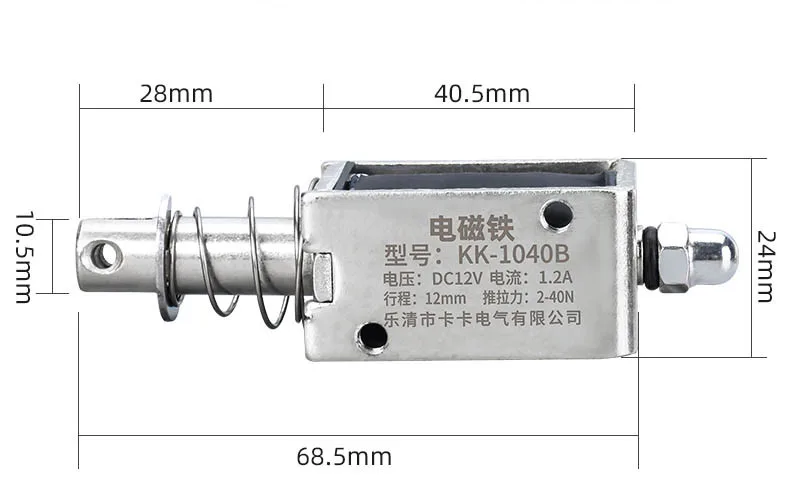 28mm
40.5mm
10.5mm
电磁铁
型号：KK-1040B
电压：DC12V 电流：1.2A
行程：12mm 推拉力：2-40N
乐清市卡卡电气有限公司
24mm
68.5mm